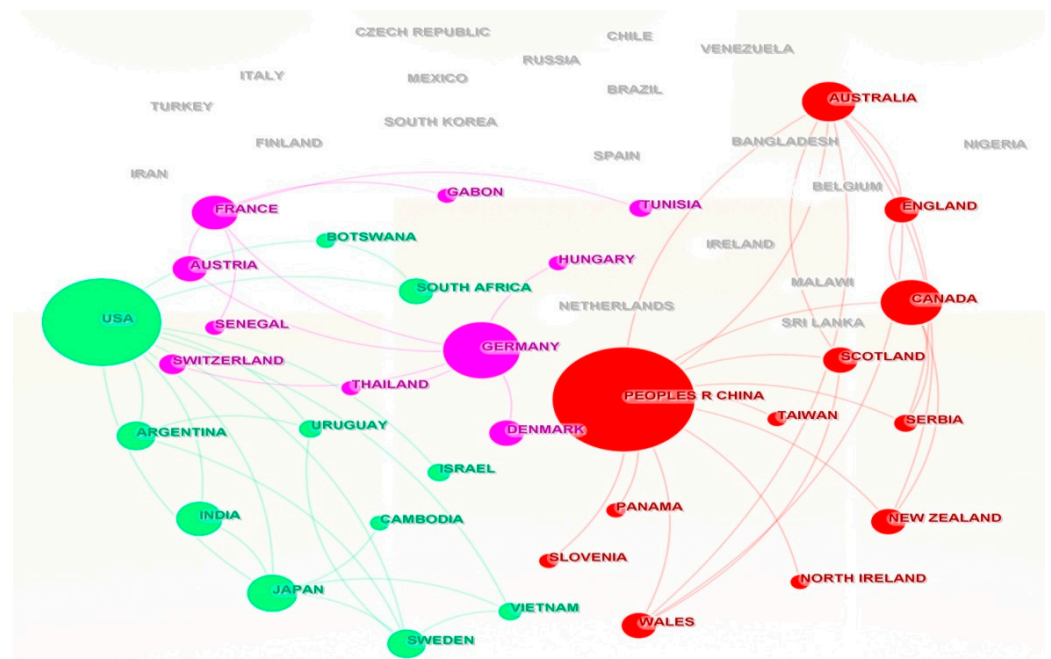 CZECH REPUBLIC
CHILE
VENEZUELA
RUSSIA
ITALY
MEXICO
BRAZIL
AUSTRALIA
TURKEY
SOUTH KOREA
FINLAND
BANGLADESH
NIGERIA
SPAIN
IRAN
BELGIUM
GABON
TUNISIA
ENGLAND
FRANCE
BOTSWANA
IRELAND
HUNGARY
AUSTRIA
MALAWI
SOUTH AFRICA
CANADA
NETHERLANDS
USA
SENEGAL
SRI LANKA
GERMANY
SCOTLAND
SWITZERLAND
THAILAND
PEOPLES R CHINA
TAIWAN
SERBIA
URUGUAY
DENMARK
ARGENTINA
ISRAEL
PANAMA
INDIA
CAMBODIA
NEW ZEALAND
SLOVENIA
NORTH IRELAND
JAPAN
VIETNAM
WALES
SWEDEN